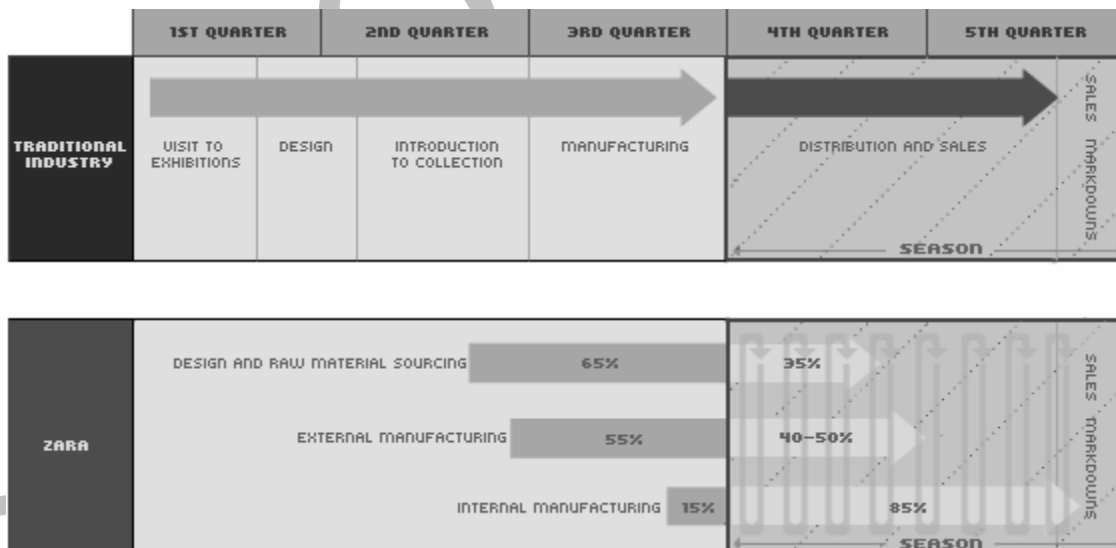 1ST QUARTER 2ND QUARTER 3RD QUARTER 4TH QUARTER 5TH QUARTER
TRADITIONAL
INDUSTRY
VISIT TO
EXHIBITIONS
DESIGN
INTRODUCTION
TO COLLECTION
MANUFACTURING
DISTRIBUTION AND SALES
SALES MARKDOWNS
SEASON
ZARA
DESIGN AND RAW MATERIAL SOURCING 65% 35%
EXTERNAL MANUFACTURING 55% 40-50%
INTERNAL MANUFACTURING 15% 85%
SALES MARKDOWNS
SEASON